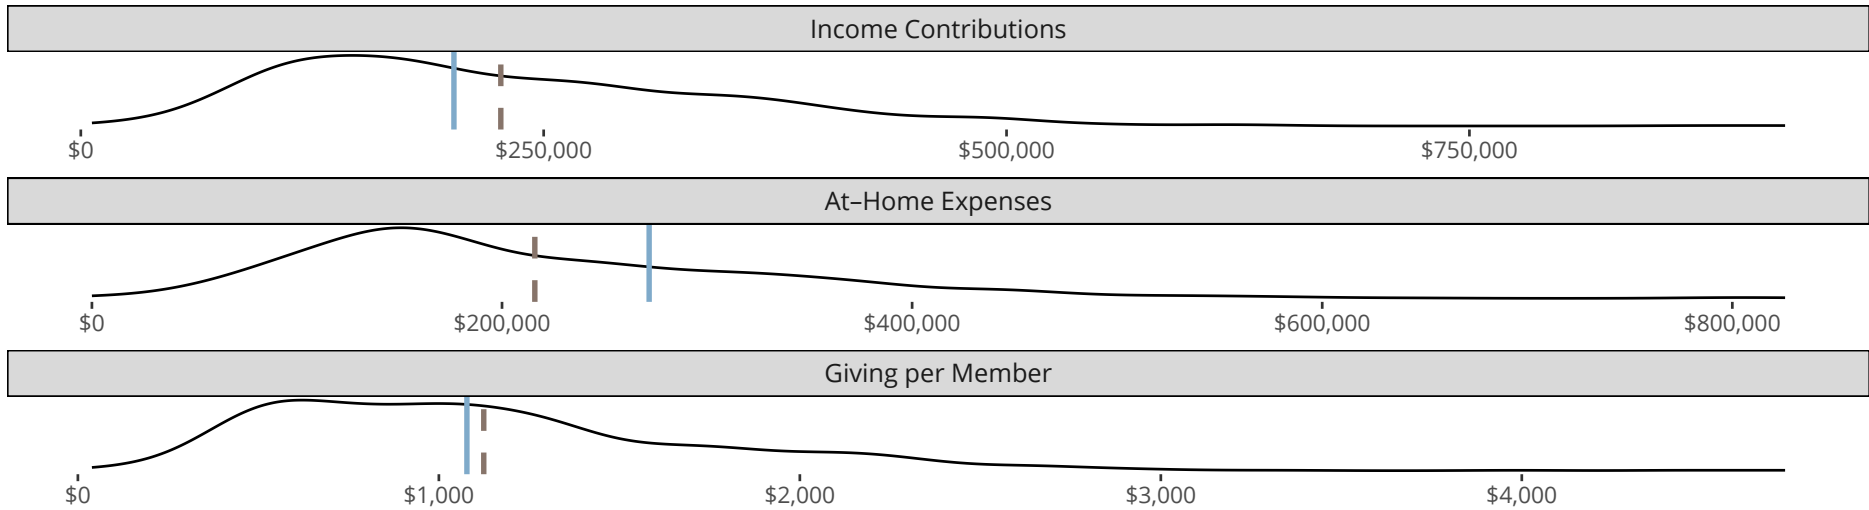 Income Contributions
$0 $250,000 $500,000 $750,000
At–Home Expenses
$0 $200,000 $400,000 $600,000 $800,000
Giving per Member
$0 $1,000 $2,000 $3,000 $4,000